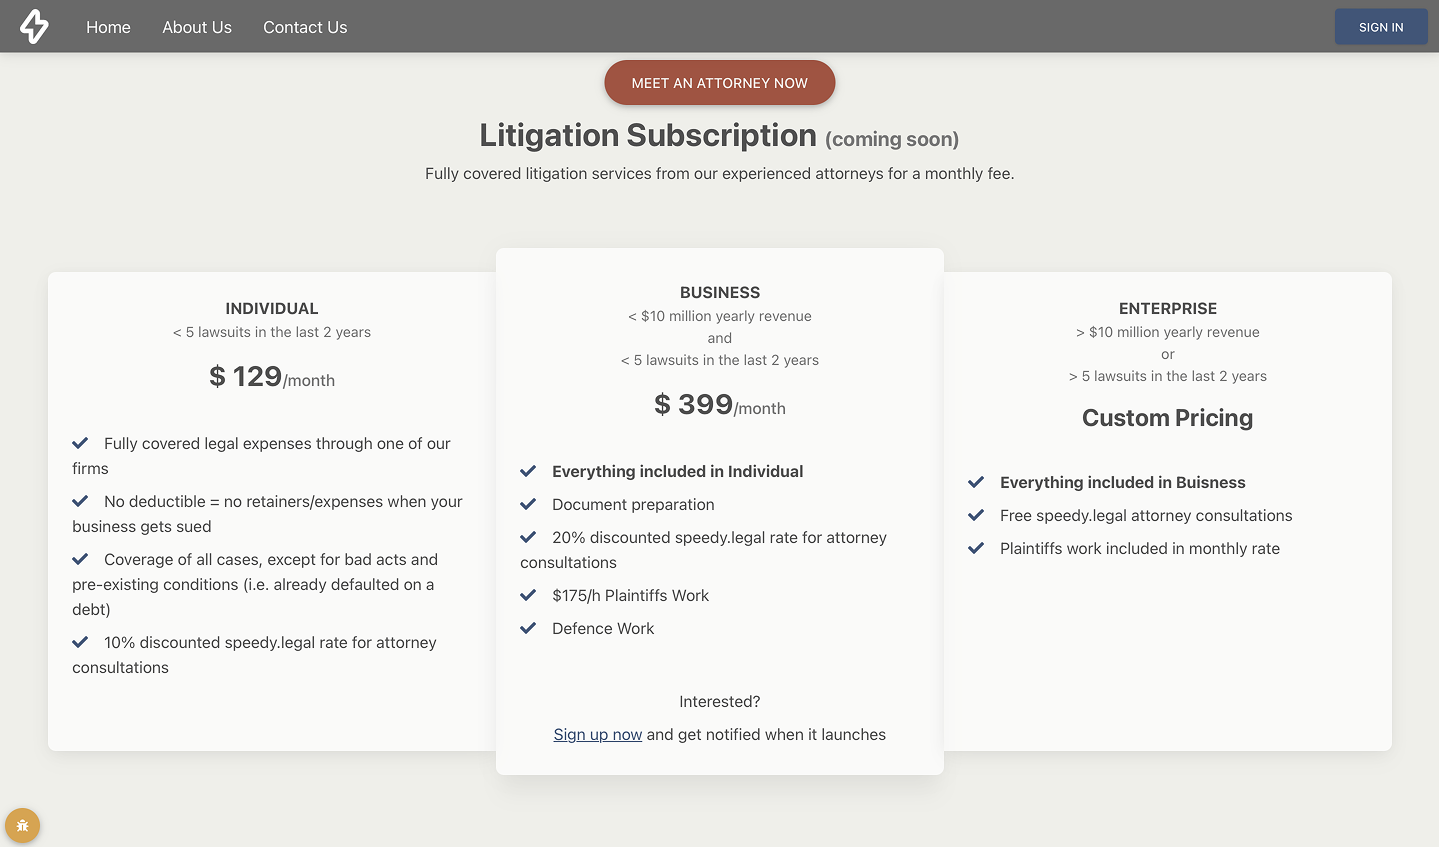 Home About Us Contact Us SIGN IN
MEET AN ATTORNEY NOW
Litigation Subscription (coming soon)
Fully covered litigation services from our experienced attorneys for a monthly fee.
INDIVIDUAL
< 5 lawsuits in the last 2 years
$ 129/month
Fully covered legal expenses through one of our
firms
No deductible = no retainers/expenses when your
business gets sued
Coverage of all cases, except for bad acts and
pre-existing conditions (i.e. already defaulted on a
debt)
10% discounted speedy.legal rate for attorney
consultations
BUSINESS
< $10 million yearly revenue
and
< 5 lawsuits in the last 2 years
$ 399/month
Everything included in Individual
Document preparation
20% discounted speedy.legal rate for attorney
consultations
$175/h Plaintiffs Work
Defence Work
Interested?
Sign up now and get notified when it launches
ENTERPRISE
> $10 million yearly revenue
or
> 5 lawsuits in the last 2 years
Custom Pricing
Everything included in Buisness
Free speedy.legal attorney consultations
Plaintiffs work included in monthly rate